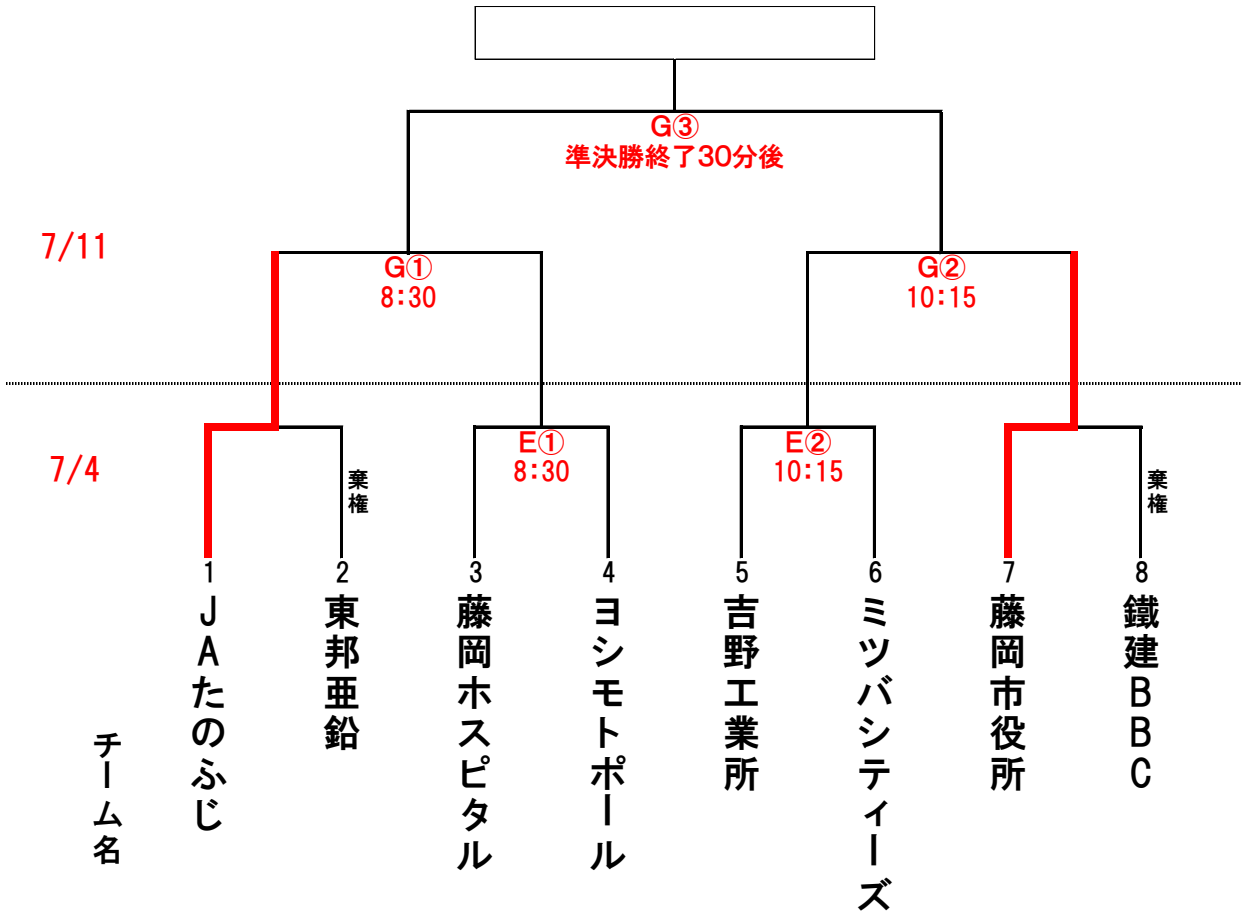 G③
準決勝終了30分後
7/11
G①
8:30
G②
10:15
7/4
E①
8:30
E②
10:15
棄権
棄権
1
2
3
4
5
6
7
8
チーム名
JAたのふじ
東邦亜鉛
藤岡ホスピタル
ヨシモトポール
吉野工業所
ミツバシティーズ
藤岡市役所
鐵建BBC